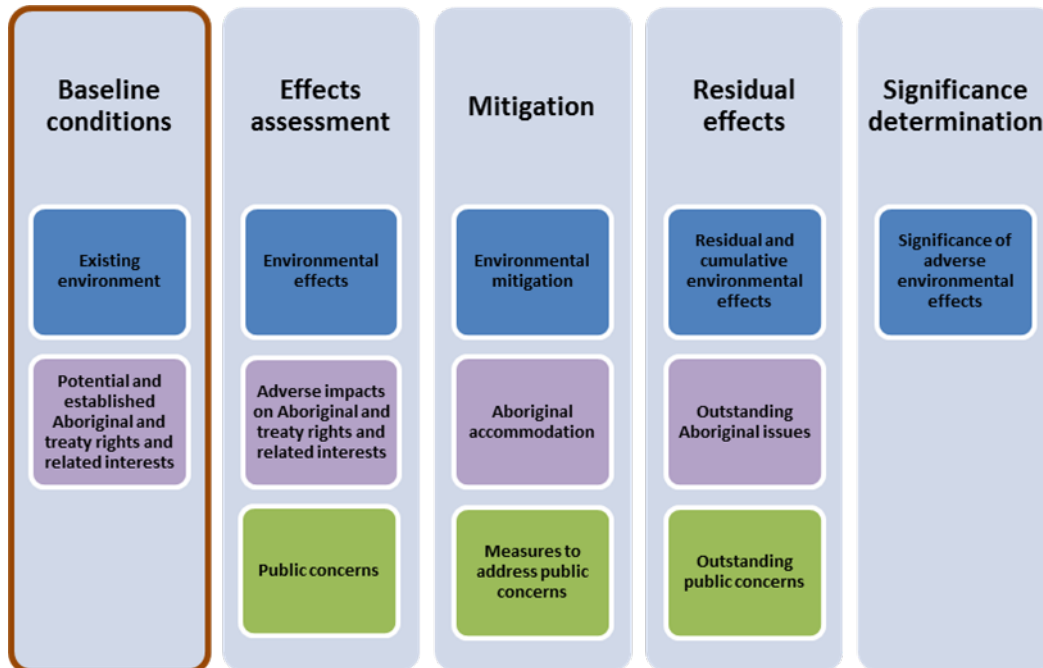 Baseline
conditions
Existing
environment
Potential and
established
Aboriginal and
treaty rights and
related interests
Effects
assessment
Environmental
effects
Adverse impacts
on Aboriginal and
treaty rights and
related interests
Public concerns
Mitigation
Environmental
mitigation
Aboriginal
accommodation
Measures to
address public
concerns
Residual
effects
Residual and
cumulative
environmental
effects
Outstanding
Aboriginal issues
Outstanding
public concerns
Significance
determination
Significance of
adverse
environmental
effects